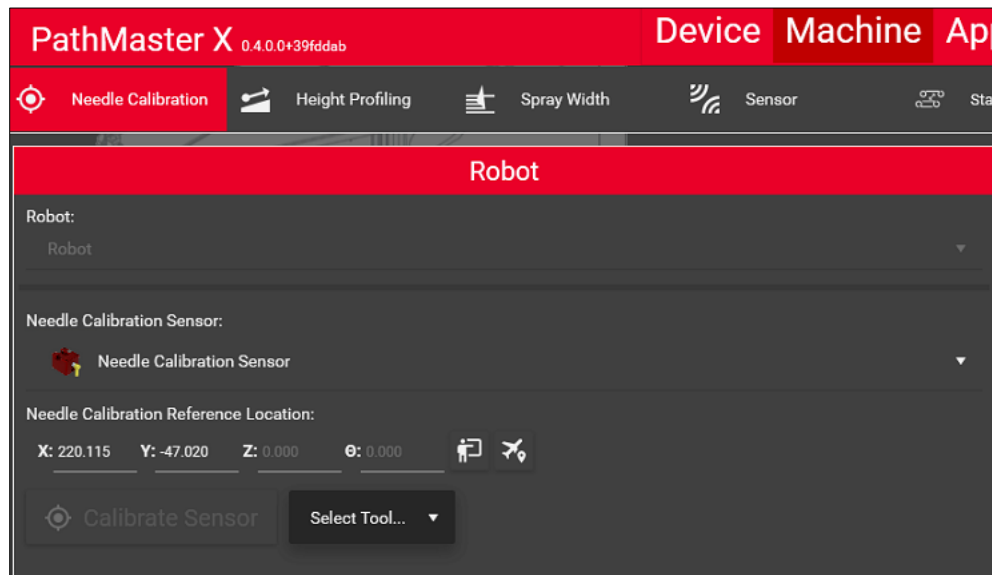 PathMaster X 0.4.0.0+39fddab
Device Machine App
Needle Calibration Height Profiling Spray Width Sensor Sta
Robot
Robot:
Robot
Needle Calibration Sensor:
Needle Calibration Sensor
Needle Calibration Reference Location:
X: 220.115 Y: -47.020 Z: 0.000 Θ: 0.000
Calibrate Sensor Select Tool...